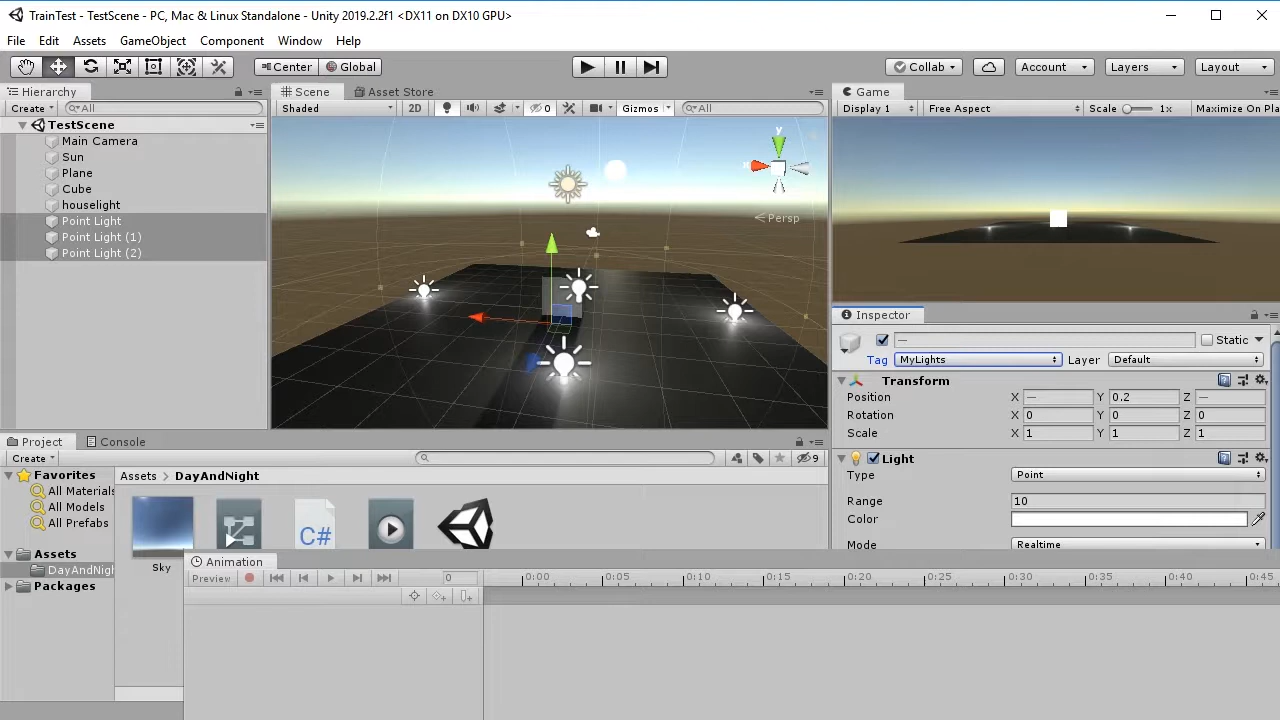 TrainTest - TestScene - PC, Mac & Linux Standalone - Unity 2019.2.2f1 <DX11 on DX10 GPU>
File Edit Assets GameObject Component Window Help
Center Global Collab Account Layers Layout
Hierarchy
Create All
TestScene
Main Camera
Sun
Plane
Cube
houselight
Point Light
Point Light (1)
Point Light (2)
Scene Asset Store
Shaded 2D 0 Gizmos All
y
x
Persp
Game
Display 1 Free Aspect Scale 1x Maximize On Pla
Inspector
— Static
Tag MyLights Layer Default
Transform
Position X — Y 0.2 Z —
Rotation X 0 Y 0 Z 0
Scale X 1 Y 1 Z 1
Light
Type Point
Range 10
Color
Mode Realtime
Project Console
Create 9
Favorites
All Materials
All Models
All Prefabs
Assets
DayAndNigh
Packages
Assets > DayAndNight
C#
Sky
Animation
Preview 0
0:00 0:05 0:10 0:15 0:20 0:25 0:30 0:35 0:40 0:45